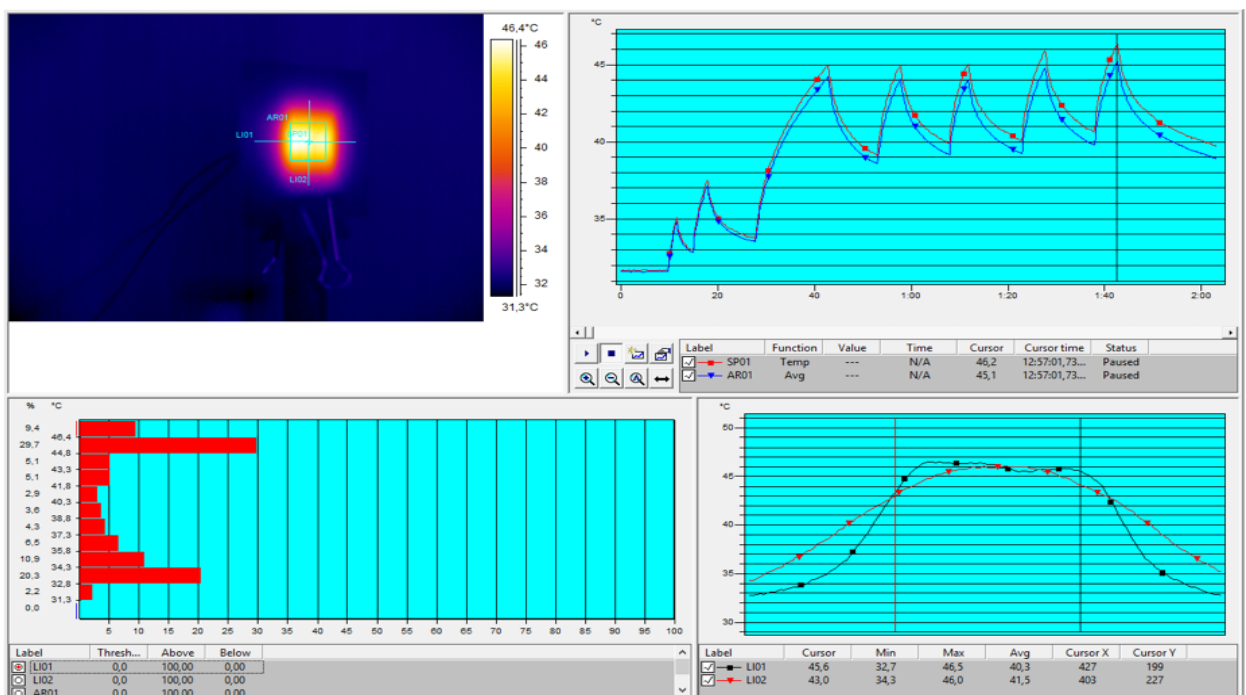 46,4°C
46
44
42
40
38
36
34
32
31,3°C
AR01
LI01
SP01
LI02
°C
45
40
35
0 20 40 1:00 1:20 1:40 2:00
Label Function Value Time Cursor Cursor time Status
SP01 Temp --- N/A 46,2 12:57:01,73... Paused
AR01 Avg --- N/A 45,1 12:57:01,73... Paused
% °C
9,4
46,4
29,7
44,8
5,1
43,3
5,1
41,8
2,9
40,3
3,6
38,8
4,3
37,3
6,5
35,8
10,9
34,3
20,3
32,8
2,2
31,3
0,0
5 10 15 20 25 30 35 40 45 50 55 60 65 70 75 80 85 90 95 100
Label Thresh... Above Below
LI01 0,0 100,00 0,00
LI02 0,0 100,00 0,00
AR01 0,0 100,00 0,00
°C
50
45
40
35
30
Label Cursor Min Max Avg Cursor X Cursor Y
LI01 45,6 32,7 46,5 40,3 427 199
LI02 43,0 34,3 46,0 41,5 403 227